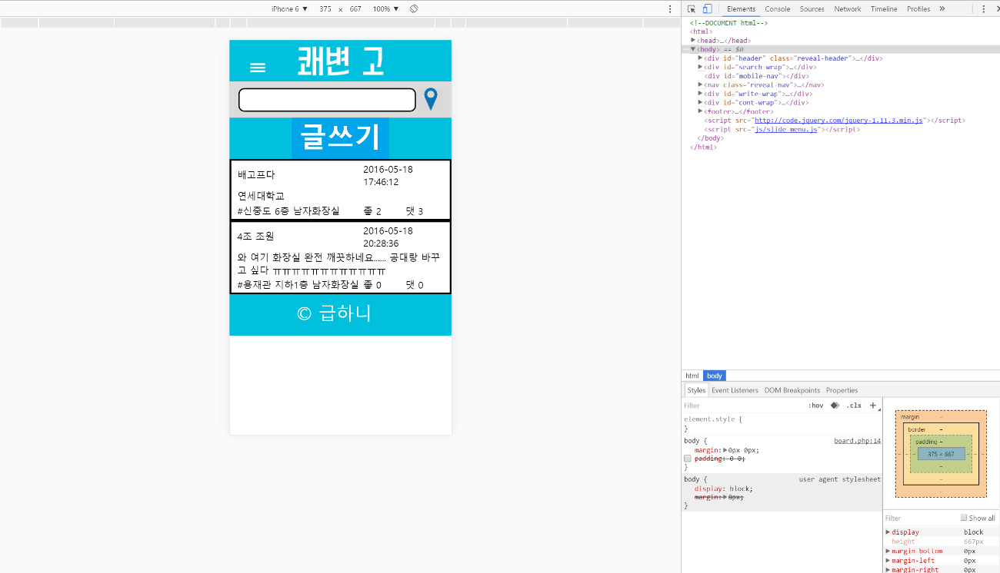 iPhone 6 ▼ 375 × 667 100% ▼
Elements Console Sources Network Timeline Profiles »
쾌변 고
글쓰기
배고프다 2016-05-18 17:46:12
연세대학교
#신중도 6층 남자화장실 좋 2 댓 3
4조 조원 2016-05-18 20:28:36
와 여기 화장실 완전 깨끗하네요...... 공대랑 바꾸
고 싶다 ㅠㅠㅠㅠㅠㅠㅠㅠㅠㅠㅠㅠ
#용재관 지하1층 남자화장실 좋 0 댓 0
© 급하니
<!--DOCUMENT html-->
<html>
▶<head>…</head>
…▼<body> == $0
▶<div id="header" class="reveal-header">…</div>
▶<div id="search-wrap">…</div>
<div id="mobile-nav"></div>
▶<nav class="reveal-nav">…</nav>
▶<div id="write-wrap">…</div>
▶<div id="cont-wrap">…</div>
▶<footer>…</footer>
<script src="http://code.jquery.com/jquery-1.11.3.min.js"></script>
<script src="js/slide-menu.js"></script>
</body>
</html>
html body
Styles Event Listeners DOM Breakpoints Properties
Filter :hov .cls +
element.style {
}
body { board.php:14
margin:▶0px 0px;
padding: 0 0;
}
body { user agent stylesheet
display: block;
margin:▶8px;
}
margin –
border –
padding –
– – – 375 × 667 – – –
–
–
–
Filter Show all
▶display block
height 667px
▶margin-bottom 0px
▶margin-left 0px
▶margin-right 0px